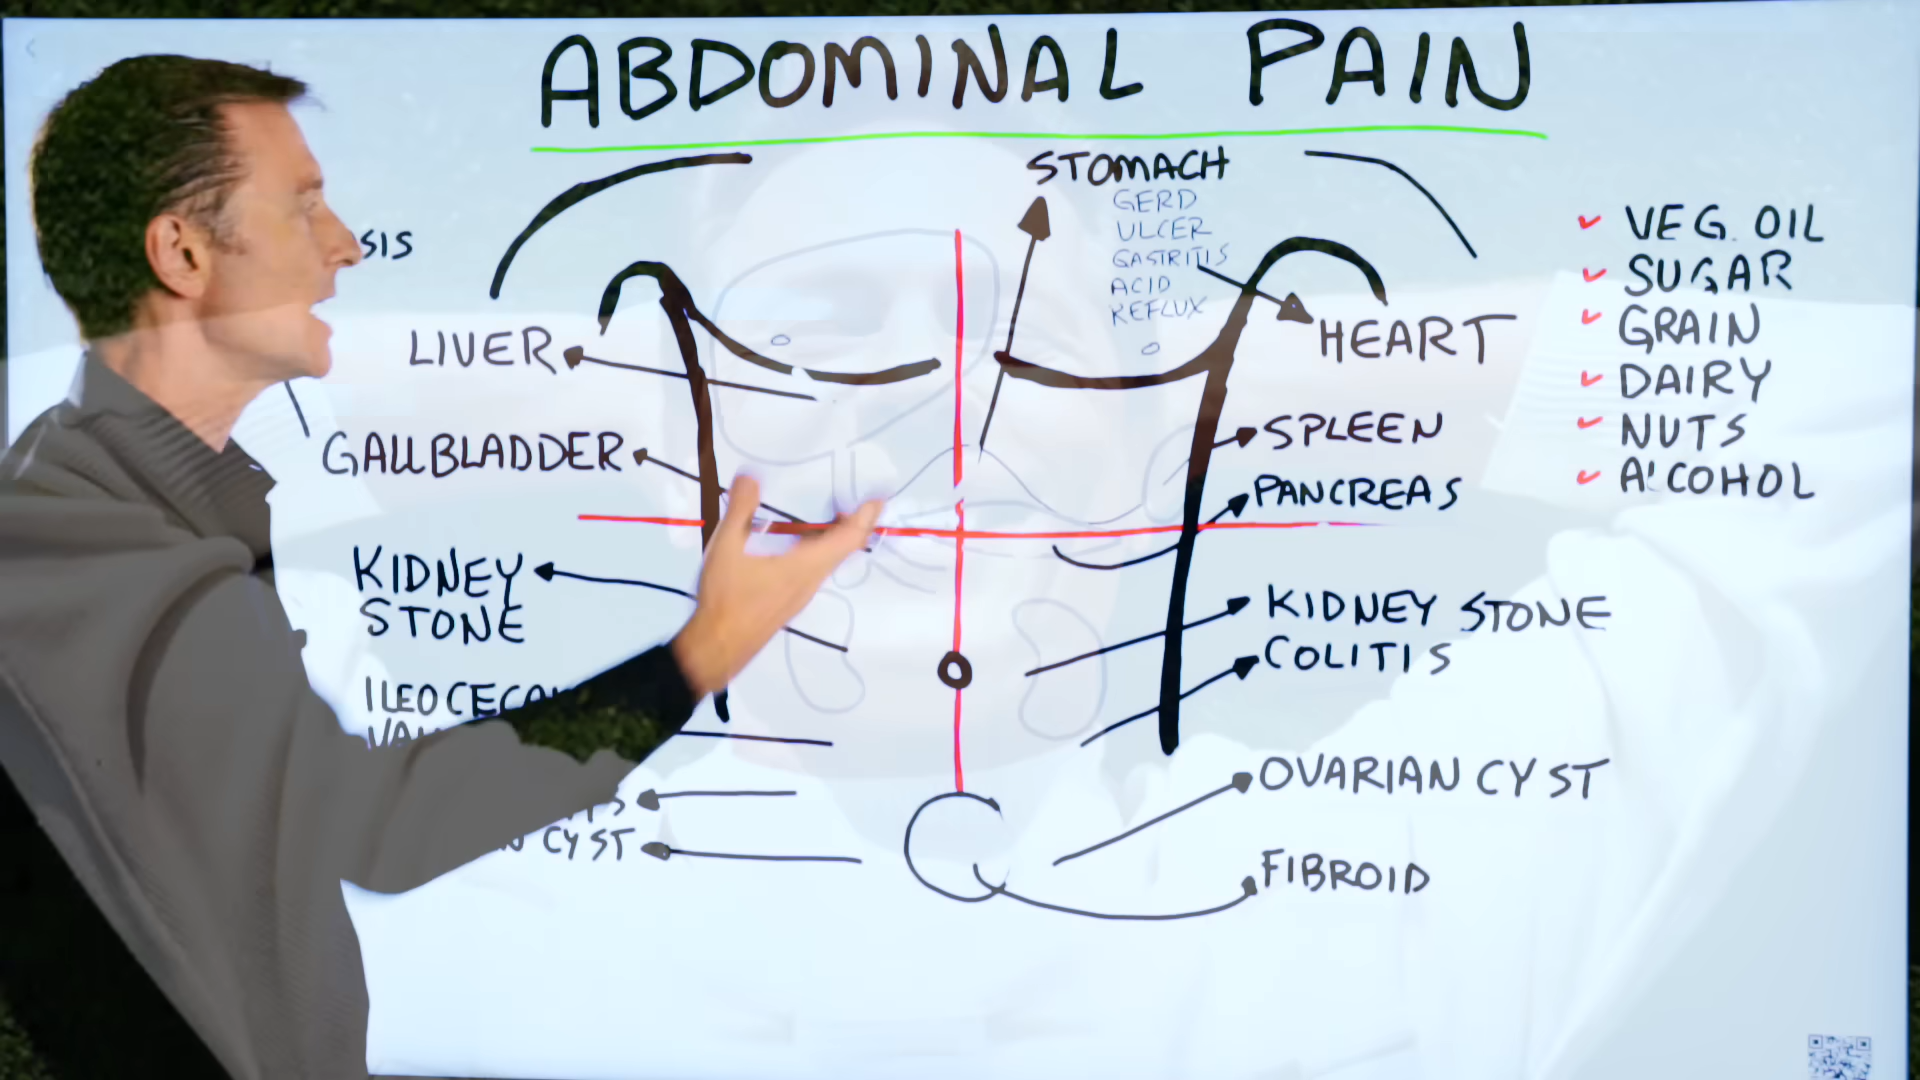 ABDOMINAL PAIN
STOMACH
GERD
ULCER
GASTRITIS
ACID
REFLUX
LIVER
GALLBLADDER
KIDNEY
STONE
CYST
HEART
SPLEEN
PANCREAS
KIDNEY STONE
COLITIS
OVARIAN CYST
FIBROID
VEG. OIL
SUGAR
GRAIN
DAIRY
NUTS
ALCOHOL